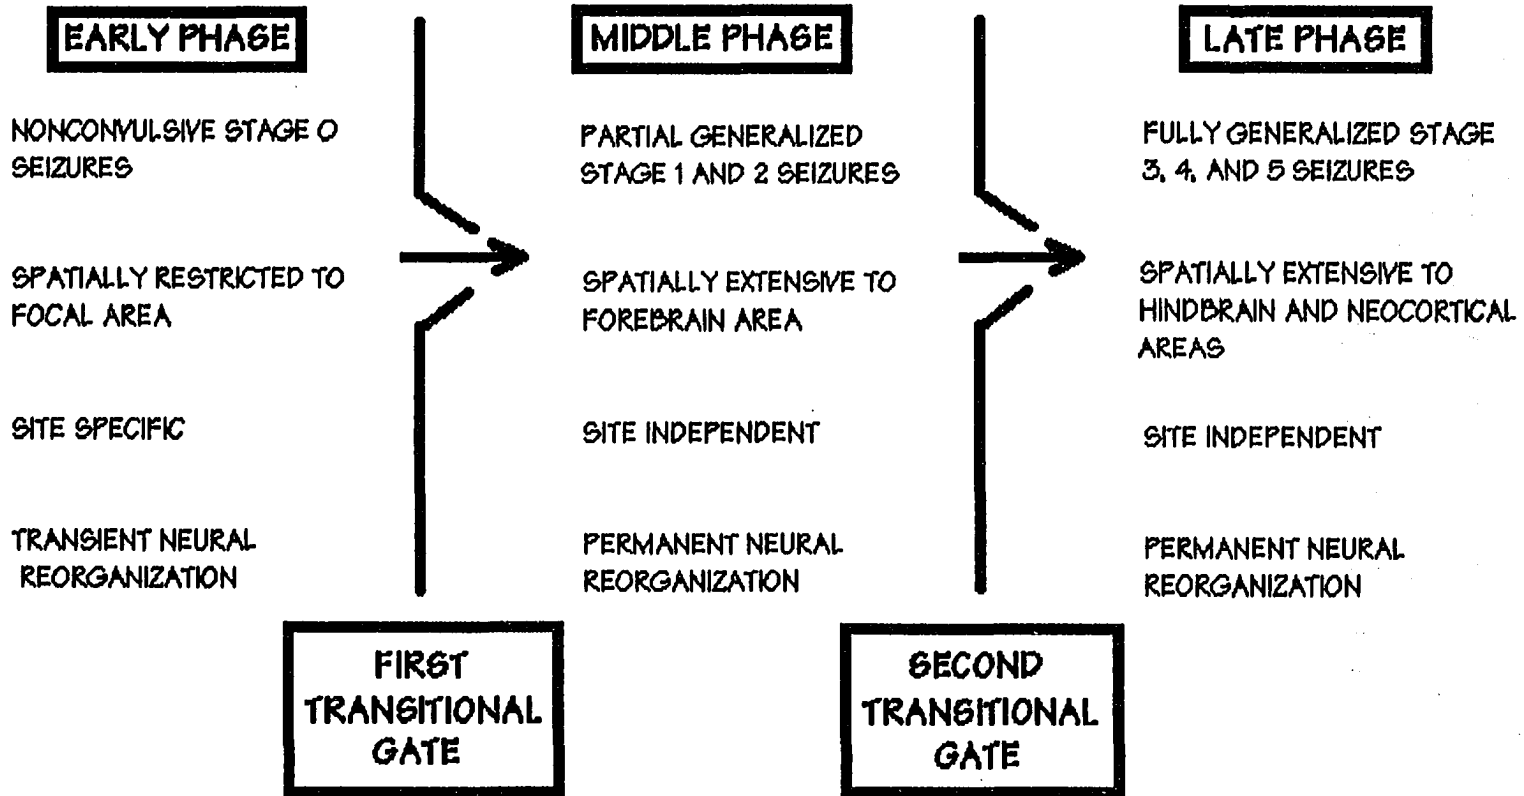 EARLY PHASE
NONCONVULSIVE STAGE 0
SEIZURES
SPATIALLY RESTRICTED TO
FOCAL AREA
SITE SPECIFIC
TRANSIENT NEURAL
REORGANIZATION
FIRST
TRANSITIONAL
GATE
MIDDLE PHASE
PARTIAL GENERALIZED
STAGE 1 AND 2 SEIZURES
SPATIALLY EXTENSIVE TO
FOREBRAIN AREA
SITE INDEPENDENT
PERMANENT NEURAL
REORGANIZATION
SECOND
TRANSITIONAL
GATE
LATE PHASE
FULLY GENERALIZED STAGE
3, 4, AND 5 SEIZURES
SPATIALLY EXTENSIVE TO
HINDBRAIN AND NEOCORTICAL
AREAS
SITE INDEPENDENT
PERMANENT NEURAL
REORGANIZATION